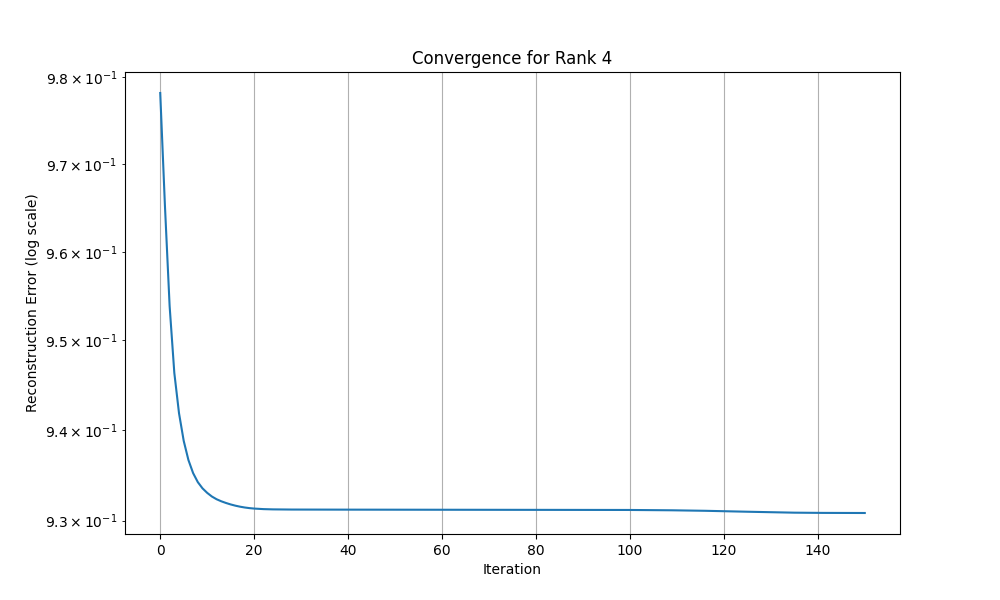 Convergence for Rank 4
Reconstruction Error (log scale)
9.8 × 10⁻¹
9.7 × 10⁻¹
9.6 × 10⁻¹
9.5 × 10⁻¹
9.4 × 10⁻¹
9.3 × 10⁻¹
0 20 40 60 80 100 120 140
Iteration